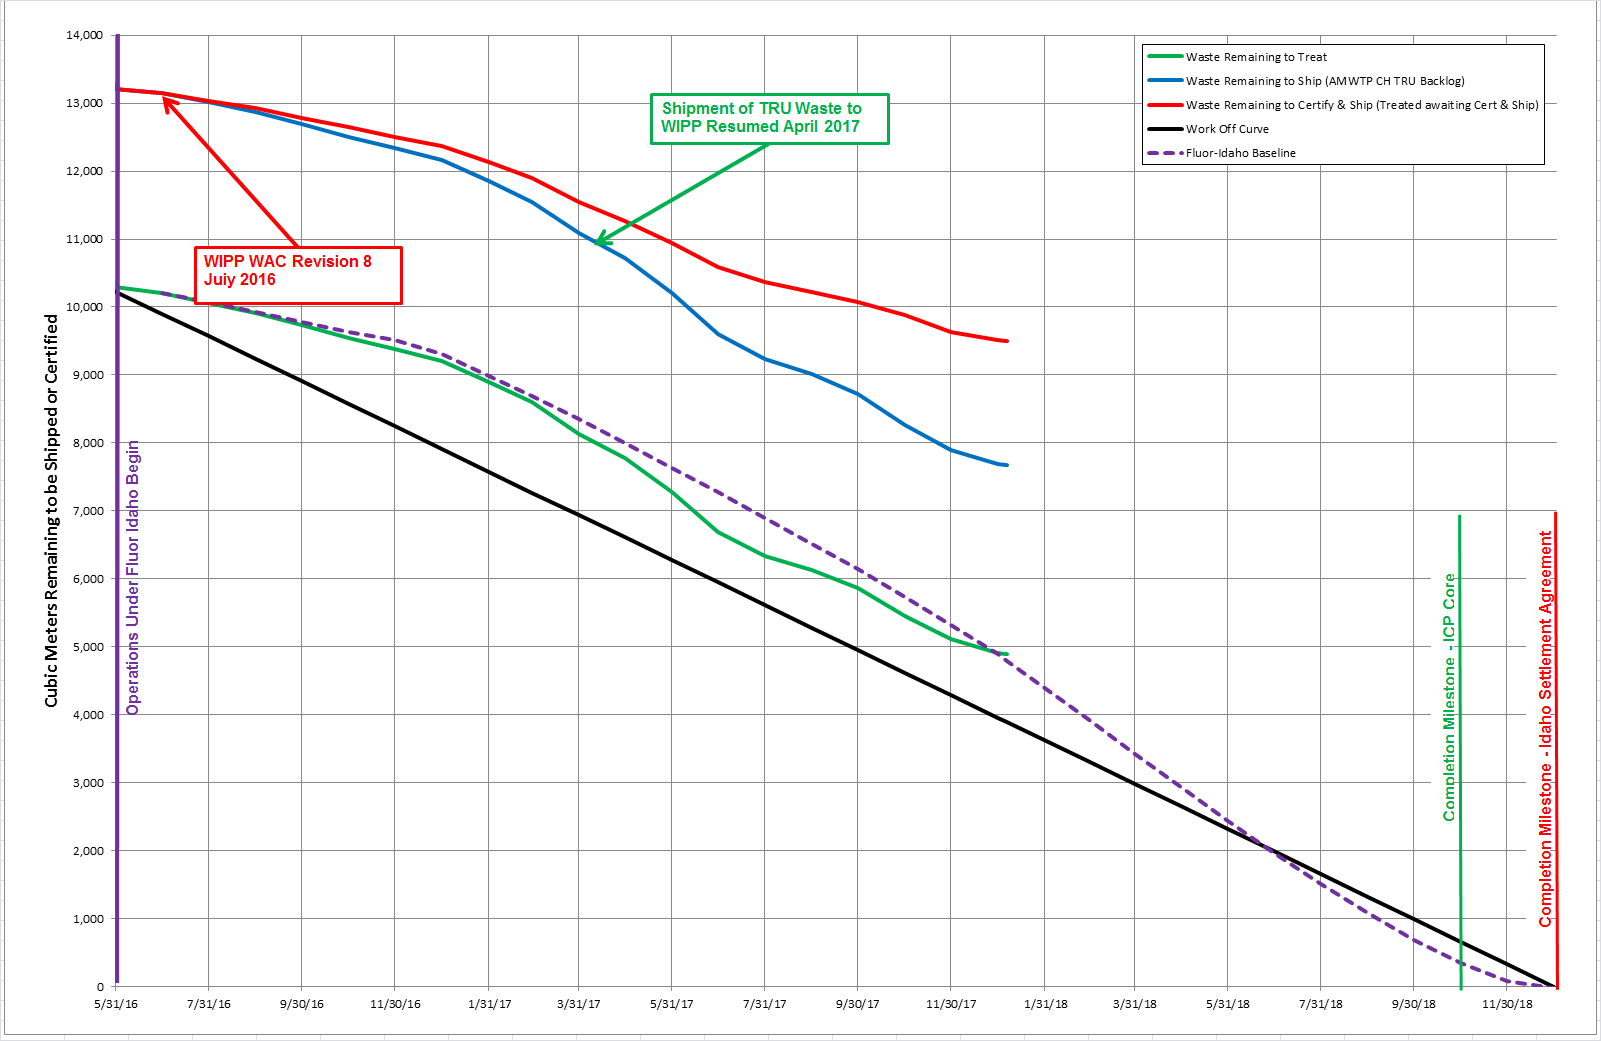 14,000
13,000
12,000
11,000
10,000
9,000
8,000
7,000
6,000
5,000
4,000
3,000
2,000
1,000
0
Cubic Meters Remaining to be Shipped or Certified
Operations Under Fluor Idaho Begin
WIPP WAC Revision 8
Juiy 2016
Shipment of TRU Waste to
WIPP Resumed April 2017
Waste Remaining to Treat
Waste Remaining to Ship (AMWTP CH TRU Backlog)
Waste Remaining to Certify & Ship (Treated awaiting Cert & Ship)
Work Off Curve
Fluor-Idaho Baseline
Completion Milestone - ICP Core
Completion Milestone - Idaho Settlement Agreement
5/31/16 7/31/16 9/30/16 11/30/16 1/31/17 3/31/17 5/31/17 7/31/17 9/30/17 11/30/17 1/31/18 3/31/18 5/31/18 7/31/18 9/30/18 11/30/18